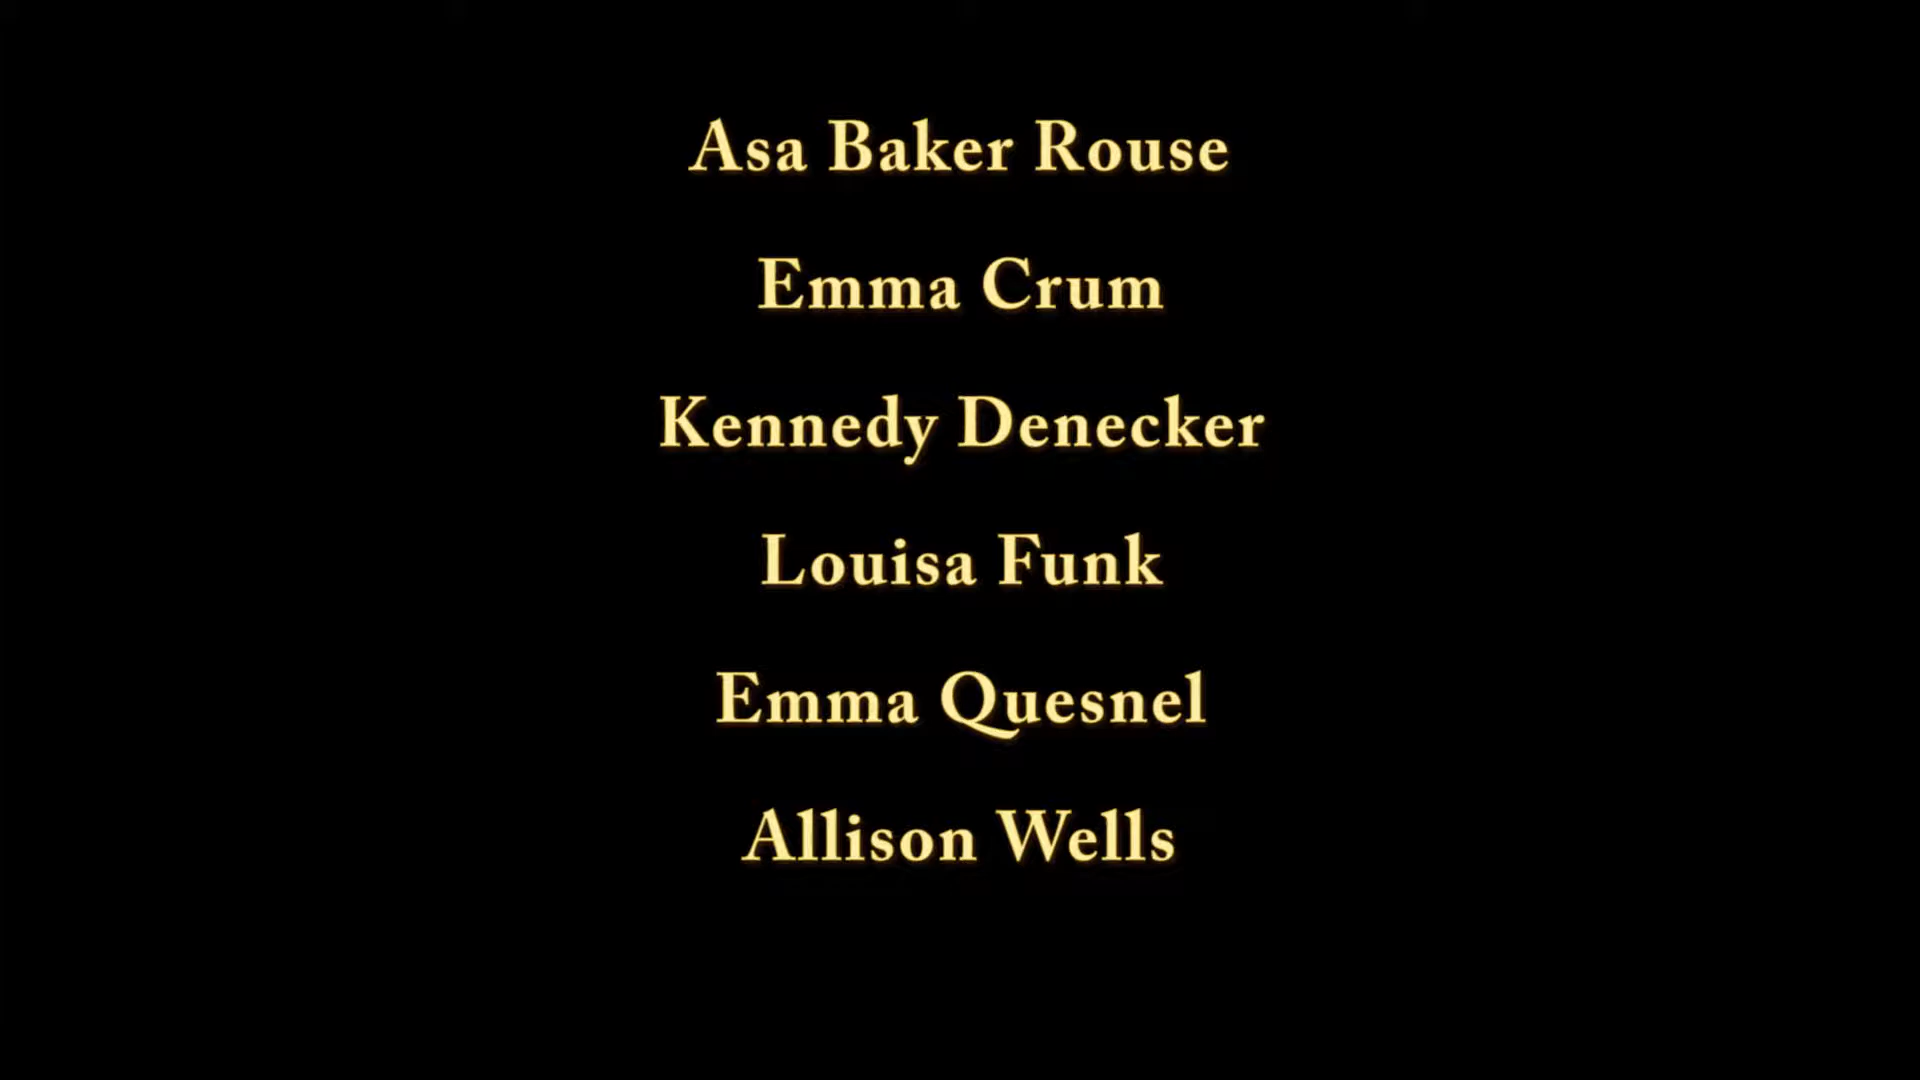 Asa Baker Rouse
Emma Crum
Kennedy Denecker
Louisa Funk
Emma Quesnel
Allison Wells